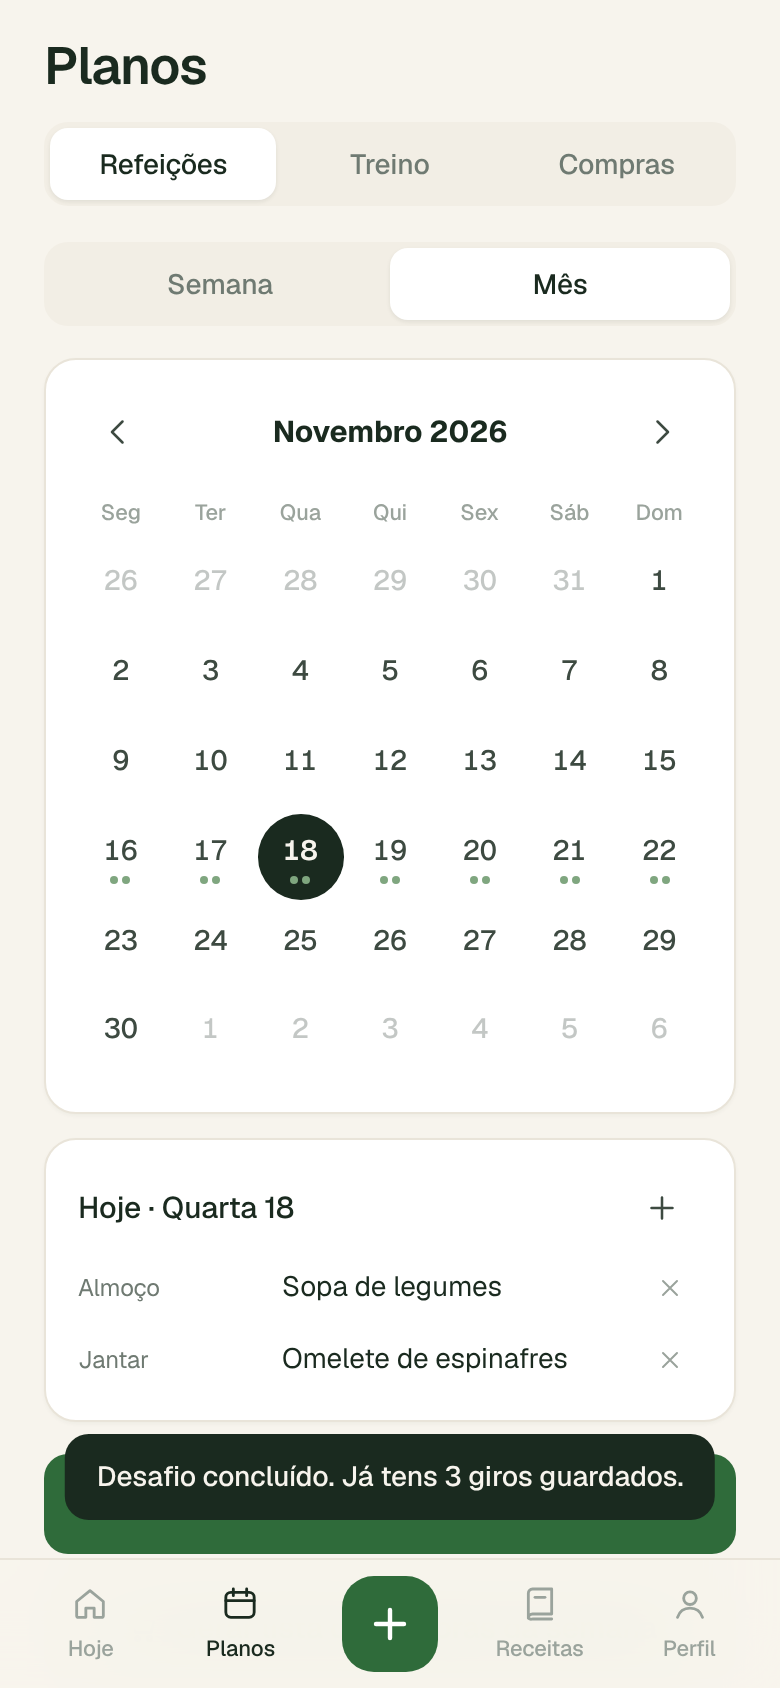 Planos
Refeições Treino Compras
Semana Mês
Novembro 2026
Seg Ter Qua Qui Sex Sáb Dom
26 27 28 29 30 31 1
2 3 4 5 6 7 8
9 10 11 12 13 14 15
16 17 18 19 20 21 22
23 24 25 26 27 28 29
30 1 2 3 4 5 6
Hoje · Quarta 18
Almoço Sopa de legumes
Jantar Omelete de espinafres
Desafio concluído. Já tens 3 giros guardados.
Hoje Planos Receitas Perfil